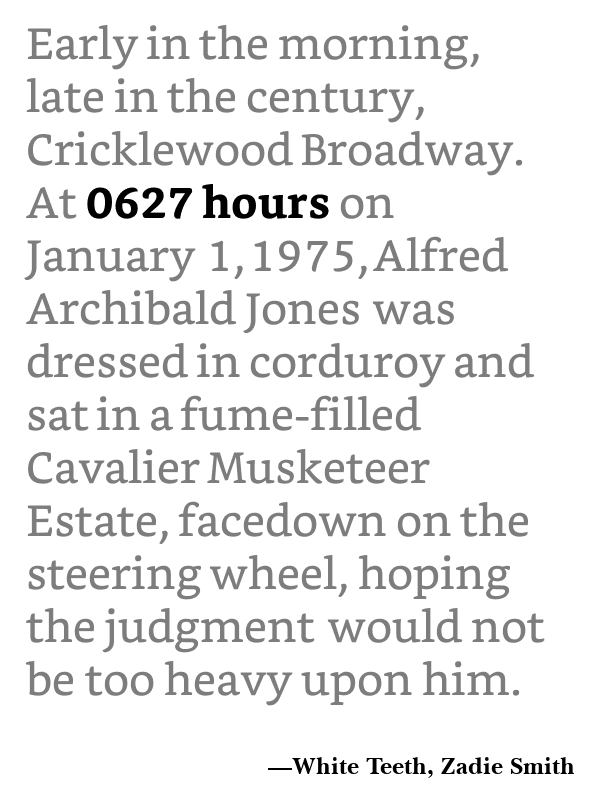 Early in the morning,
late in the century,
Cricklewood Broadway.
At 0627 hours on
January 1, 1975, Alfred
Archibald Jones was
dressed in corduroy and
sat in a fume-filled
Cavalier Musketeer
Estate, facedown on the
steering wheel, hoping
the judgment would not
be too heavy upon him.
—White Teeth, Zadie Smith